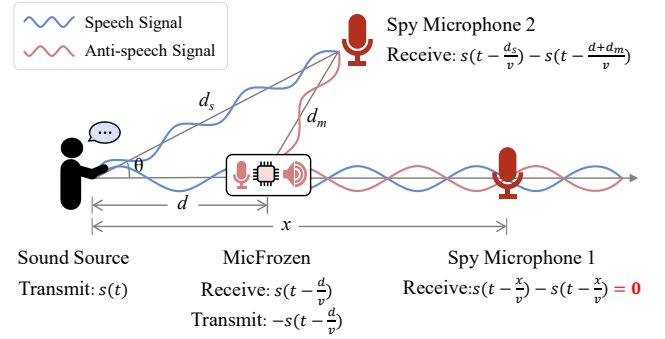 Speech Signal
Anti-speech Signal
Spy Microphone 2
Receive: s(t − d_s/v) − s(t − (d+d_m)/v)
d_s
d_m
θ
d
x
Sound Source
Transmit: s(t)
MicFrozen
Receive: s(t − d/v)
Transmit: −s(t − d/v)
Spy Microphone 1
Receive:s(t − x/v) − s(t − x/v) = 0